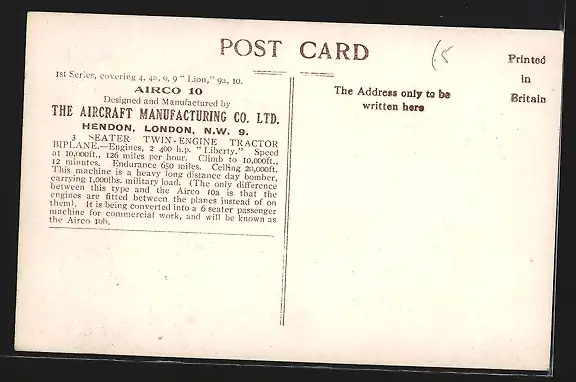 POST CARD
1st Series, covering 4, 4a, 9, 9 "Lion," 9a, 10.
AIRCO 10
Designed and Manufactured by
THE AIRCRAFT MANUFACTURING CO. LTD.
HENDON, LONDON, N.W. 9.
3 SEATER TWIN-ENGINE TRACTOR
BIPLANE.—Engines, 2 400 h.p. "Liberty." Speed
at 10,000ft., 126 miles per hour. Climb to 10,000ft.,
12 minutes. Endurance 650 miles. Ceiling 20,000ft.
This machine is a heavy long distance day bomber,
carrying 1,000lbs. military load. (The only difference
between this type and the Airco 10a is that the
engines are fitted between the planes instead of on
them). It is being converted into a 6 seater passenger
machine for commercial work, and will be known as
the Airco 10b.
The Address only to be
written here
Printed
in
Britain